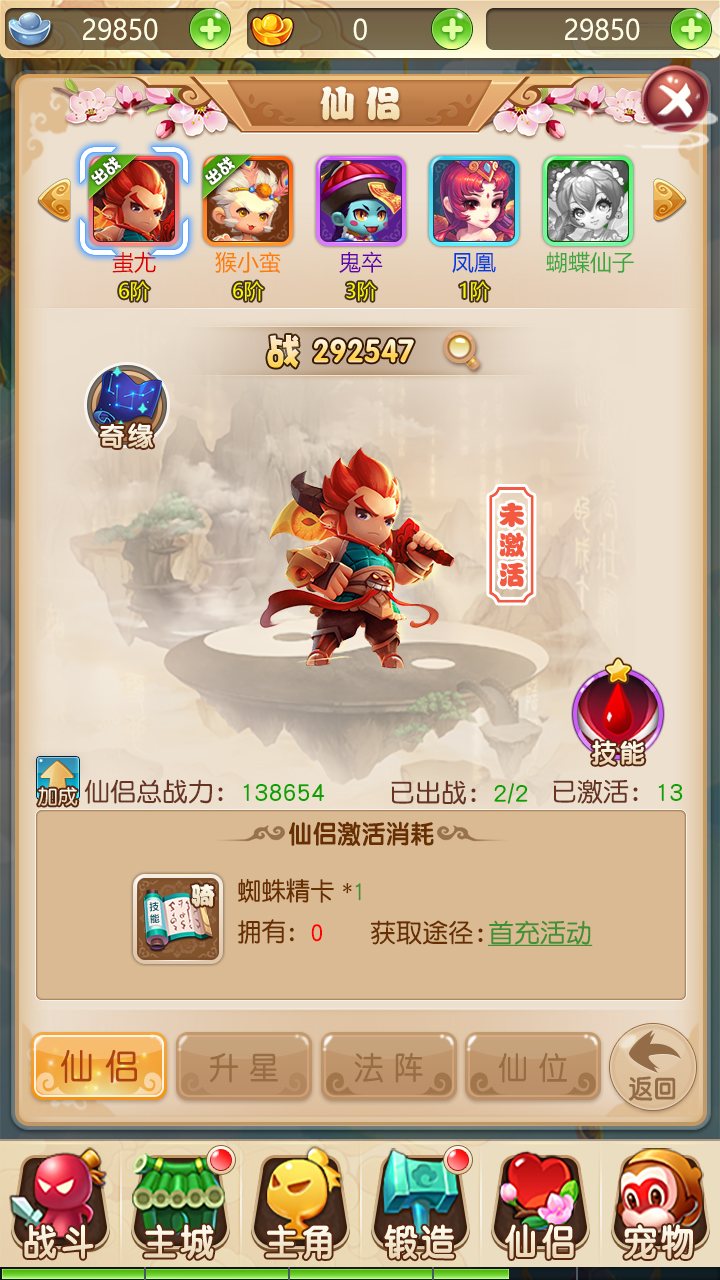 29850 0 29850
仙侣
出战 出战
蚩尤 猴小蛮 鬼卒 凤凰 蝴蝶仙子
6阶 6阶 3阶 1阶
战 292547
奇缘
未激活
技能
加成 仙侣总战力：138654 已出战：2/2 已激活：13
仙侣激活消耗
骑
技能
蜘蛛精卡 *1
拥有：0 获取途径：首充活动
仙侣 升星 法阵 仙位 返回
战斗 主城 主角 锻造 仙侣 宠物